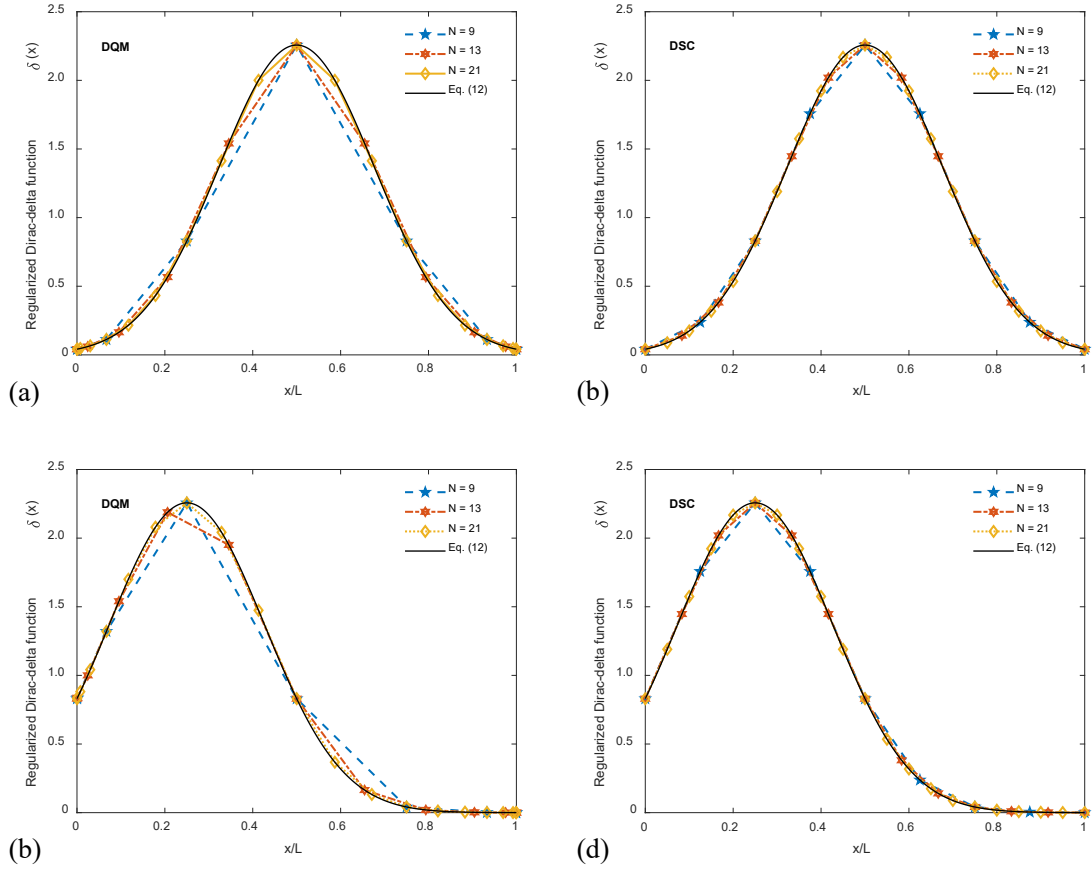 2.5
2.0
1.5
1.0
0.5
0
Regularized Dirac-delta function δ (x)
DQM
N = 9
N = 13
N = 21
Eq. (12)
0 0.2 0.4 0.6 0.8 1
x/L
(a)
2.5
2.0
1.5
1.0
0.5
0
Regularized Dirac-delta function δ (x)
DSC
N = 9
N = 13
N = 21
Eq. (12)
0 0.2 0.4 0.6 0.8 1
x/L
(b)
2.5
2.0
1.5
1.0
0.5
0
Regularized Dirac-delta function δ (x)
DQM
N = 9
N = 13
N = 21
Eq. (12)
0 0.2 0.4 0.6 0.8 1
x/L
(b)
2.5
2.0
1.5
1.0
0.5
0
Regularized Dirac-delta function δ (x)
DSC
N = 9
N = 13
N = 21
Eq. (12)
0 0.2 0.4 0.6 0.8 1
x/L
(d)